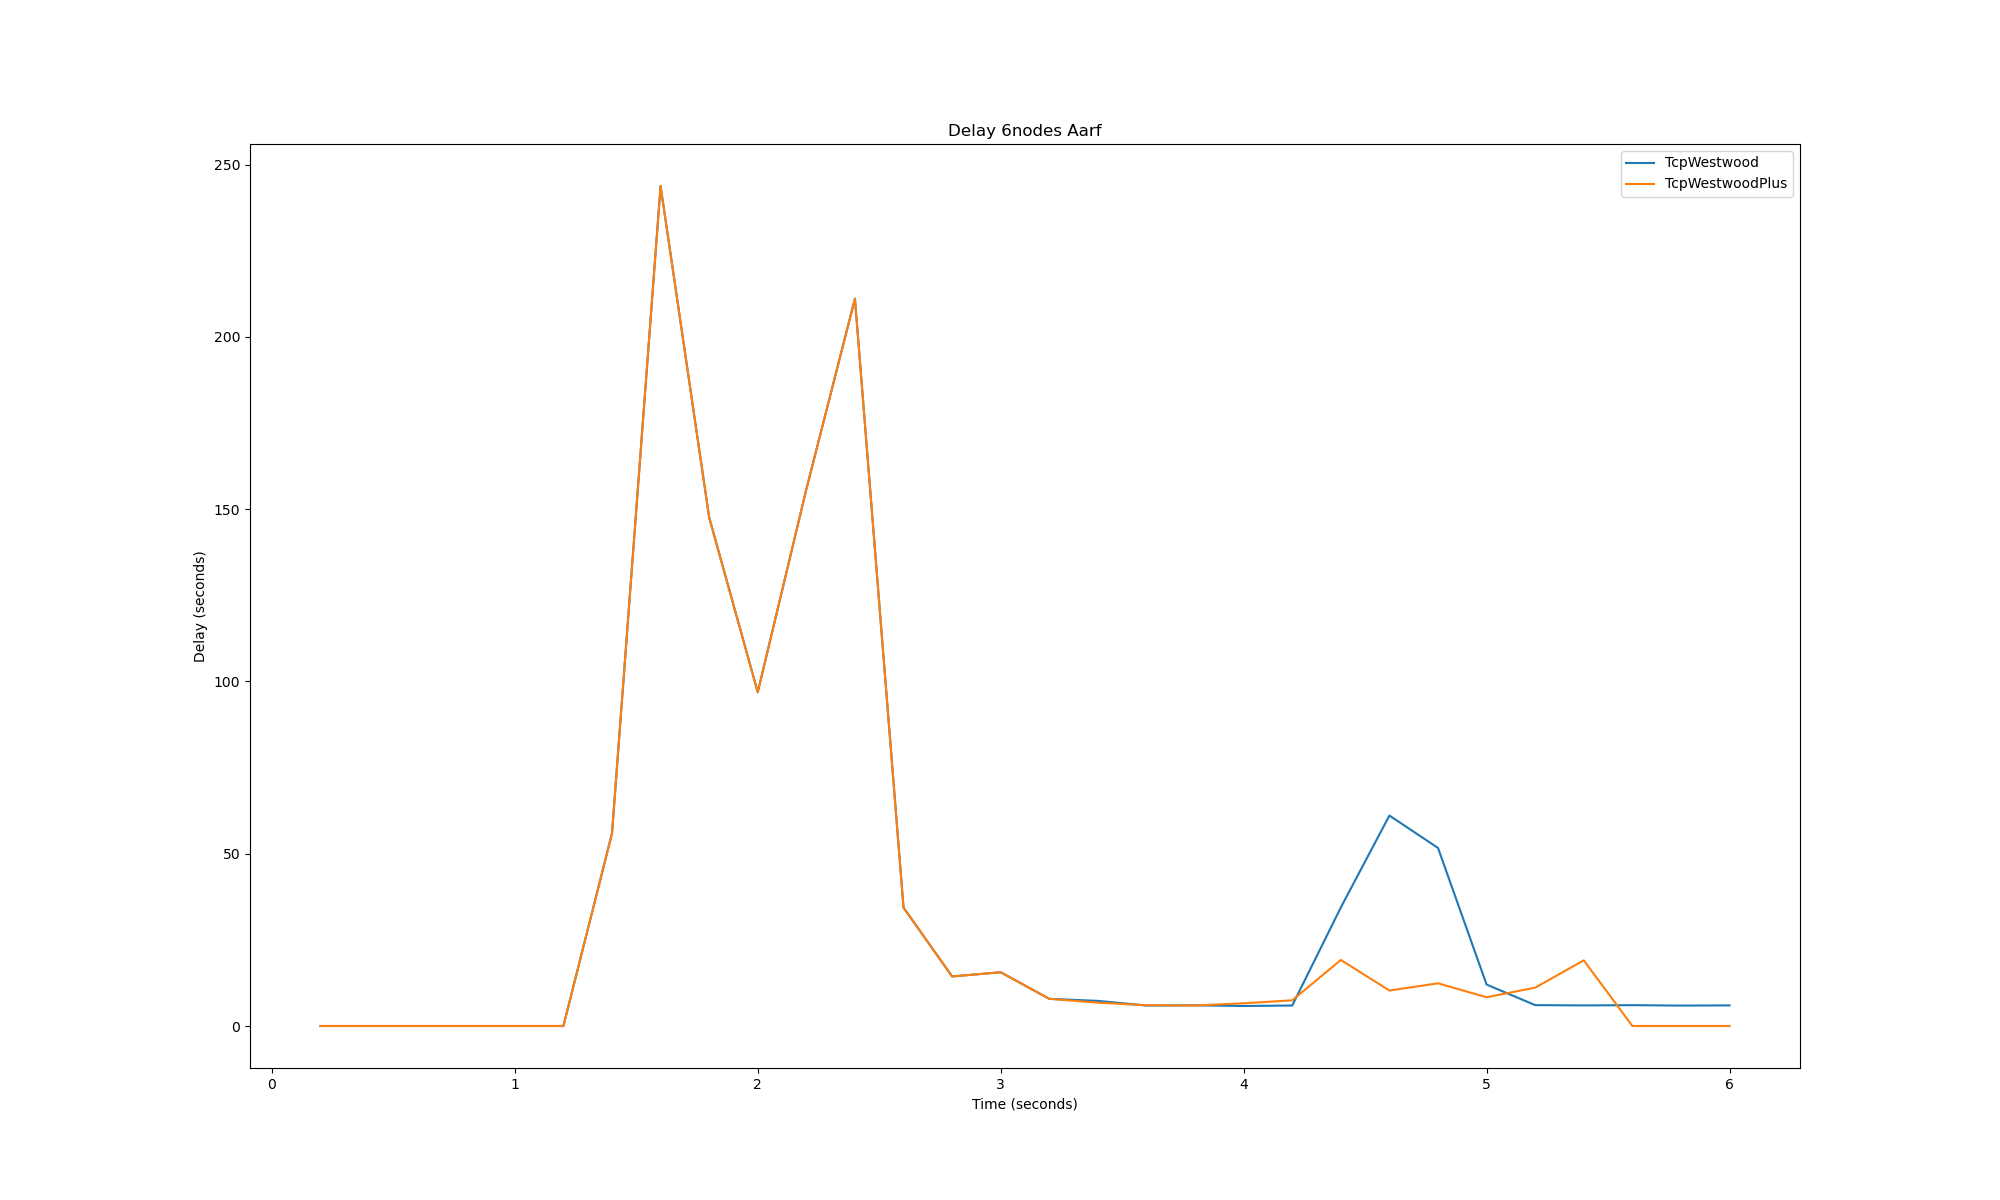 Delay 6nodes Aarf
TcpWestwood
TcpWestwoodPlus
250
200
150
100
50
0
Delay (seconds)
0 1 2 3 4 5 6
Time (seconds)